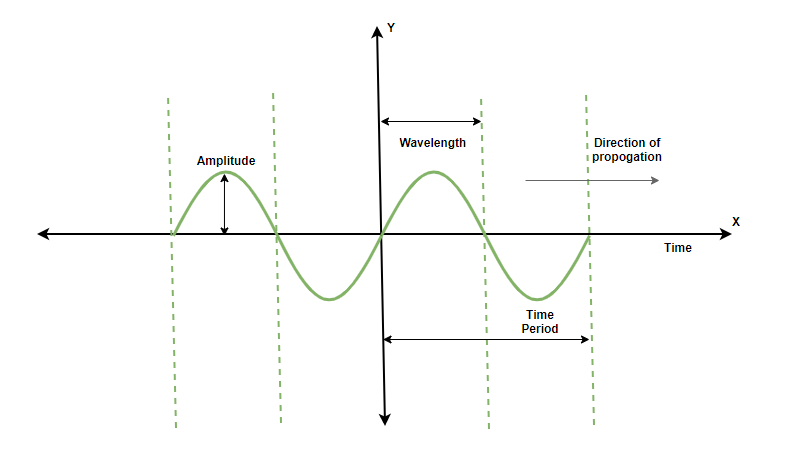 Y
Wavelength
Direction of
propogation
Amplitude
X
Time
Time
Period